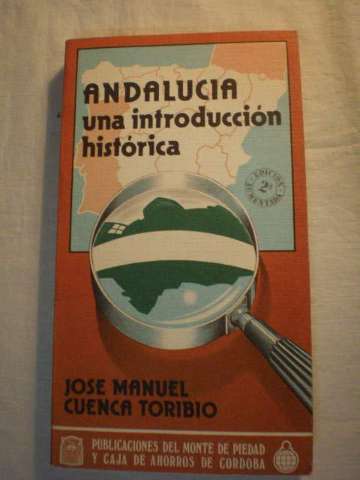 ANDALUCIA
una introducción
histórica
2ª EDICION
AUMENTADA
JOSE MANUEL
CUENCA TORIBIO
PUBLICACIONES DEL MONTE DE PIEDAD
Y CAJA DE AHORROS DE CORDOBA